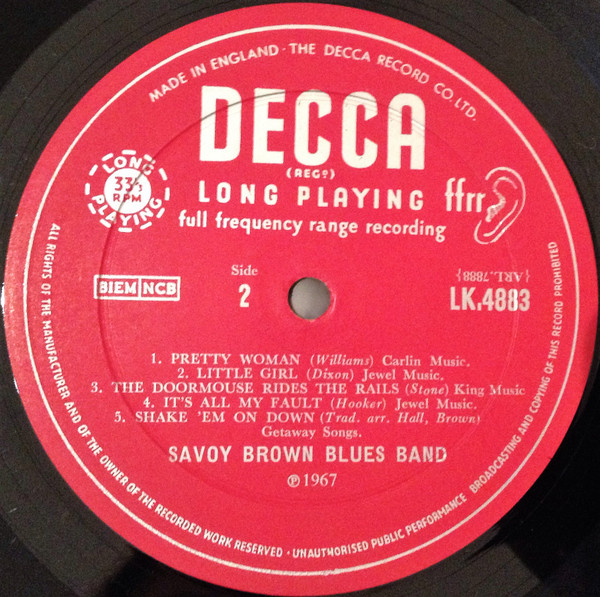 MADE IN ENGLAND · THE DECCA RECORD CO. LTD.
DECCA
(REGD)
LONG PLAYING
33⅓
RPM
LONG PLAYING ffrr
full frequency range recording
BIEM NCB
Side
2
{ARL.7888}
LK.4883
1. PRETTY WOMAN (Williams) Carlin Music.
2. LITTLE GIRL (Dixon) Jewel Music.
3. THE DOORMOUSE RIDES THE RAILS (Stone) King Music
4. IT'S ALL MY FAULT (Hooker) Jewel Music.
5. SHAKE 'EM ON DOWN (Trad. arr. Hall, Brown)
Getaway Songs.
SAVOY BROWN BLUES BAND
℗ 1967
ALL RIGHTS OF THE MANUFACTURER AND OF THE OWNER OF THE RECORDED WORK RESERVED · UNAUTHORISED PUBLIC PERFORMANCE BROADCASTING AND COPYING OF THIS RECORD PROHIBITED